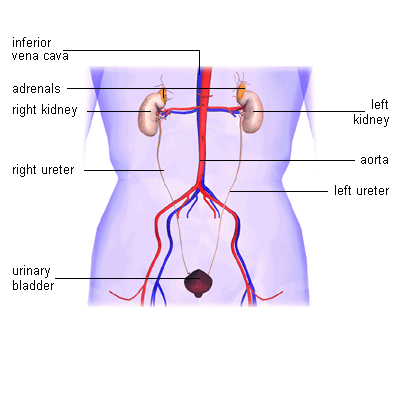 inferior
vena cava
adrenals
right kidney
left
kidney
aorta
right ureter
left ureter
urinary
bladder